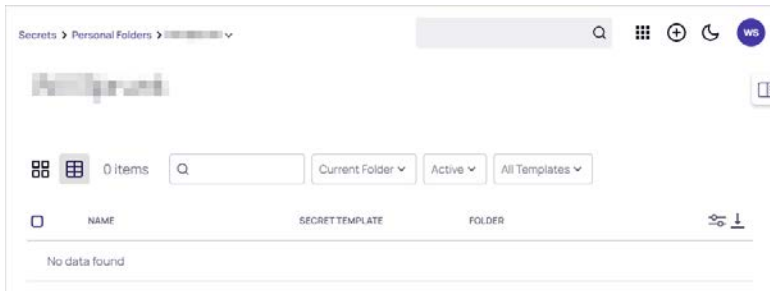 Secrets > Personal Folders >
WS
0 items
Current Folder
Active
All Templates
NAME SECRET TEMPLATE FOLDER
No data found